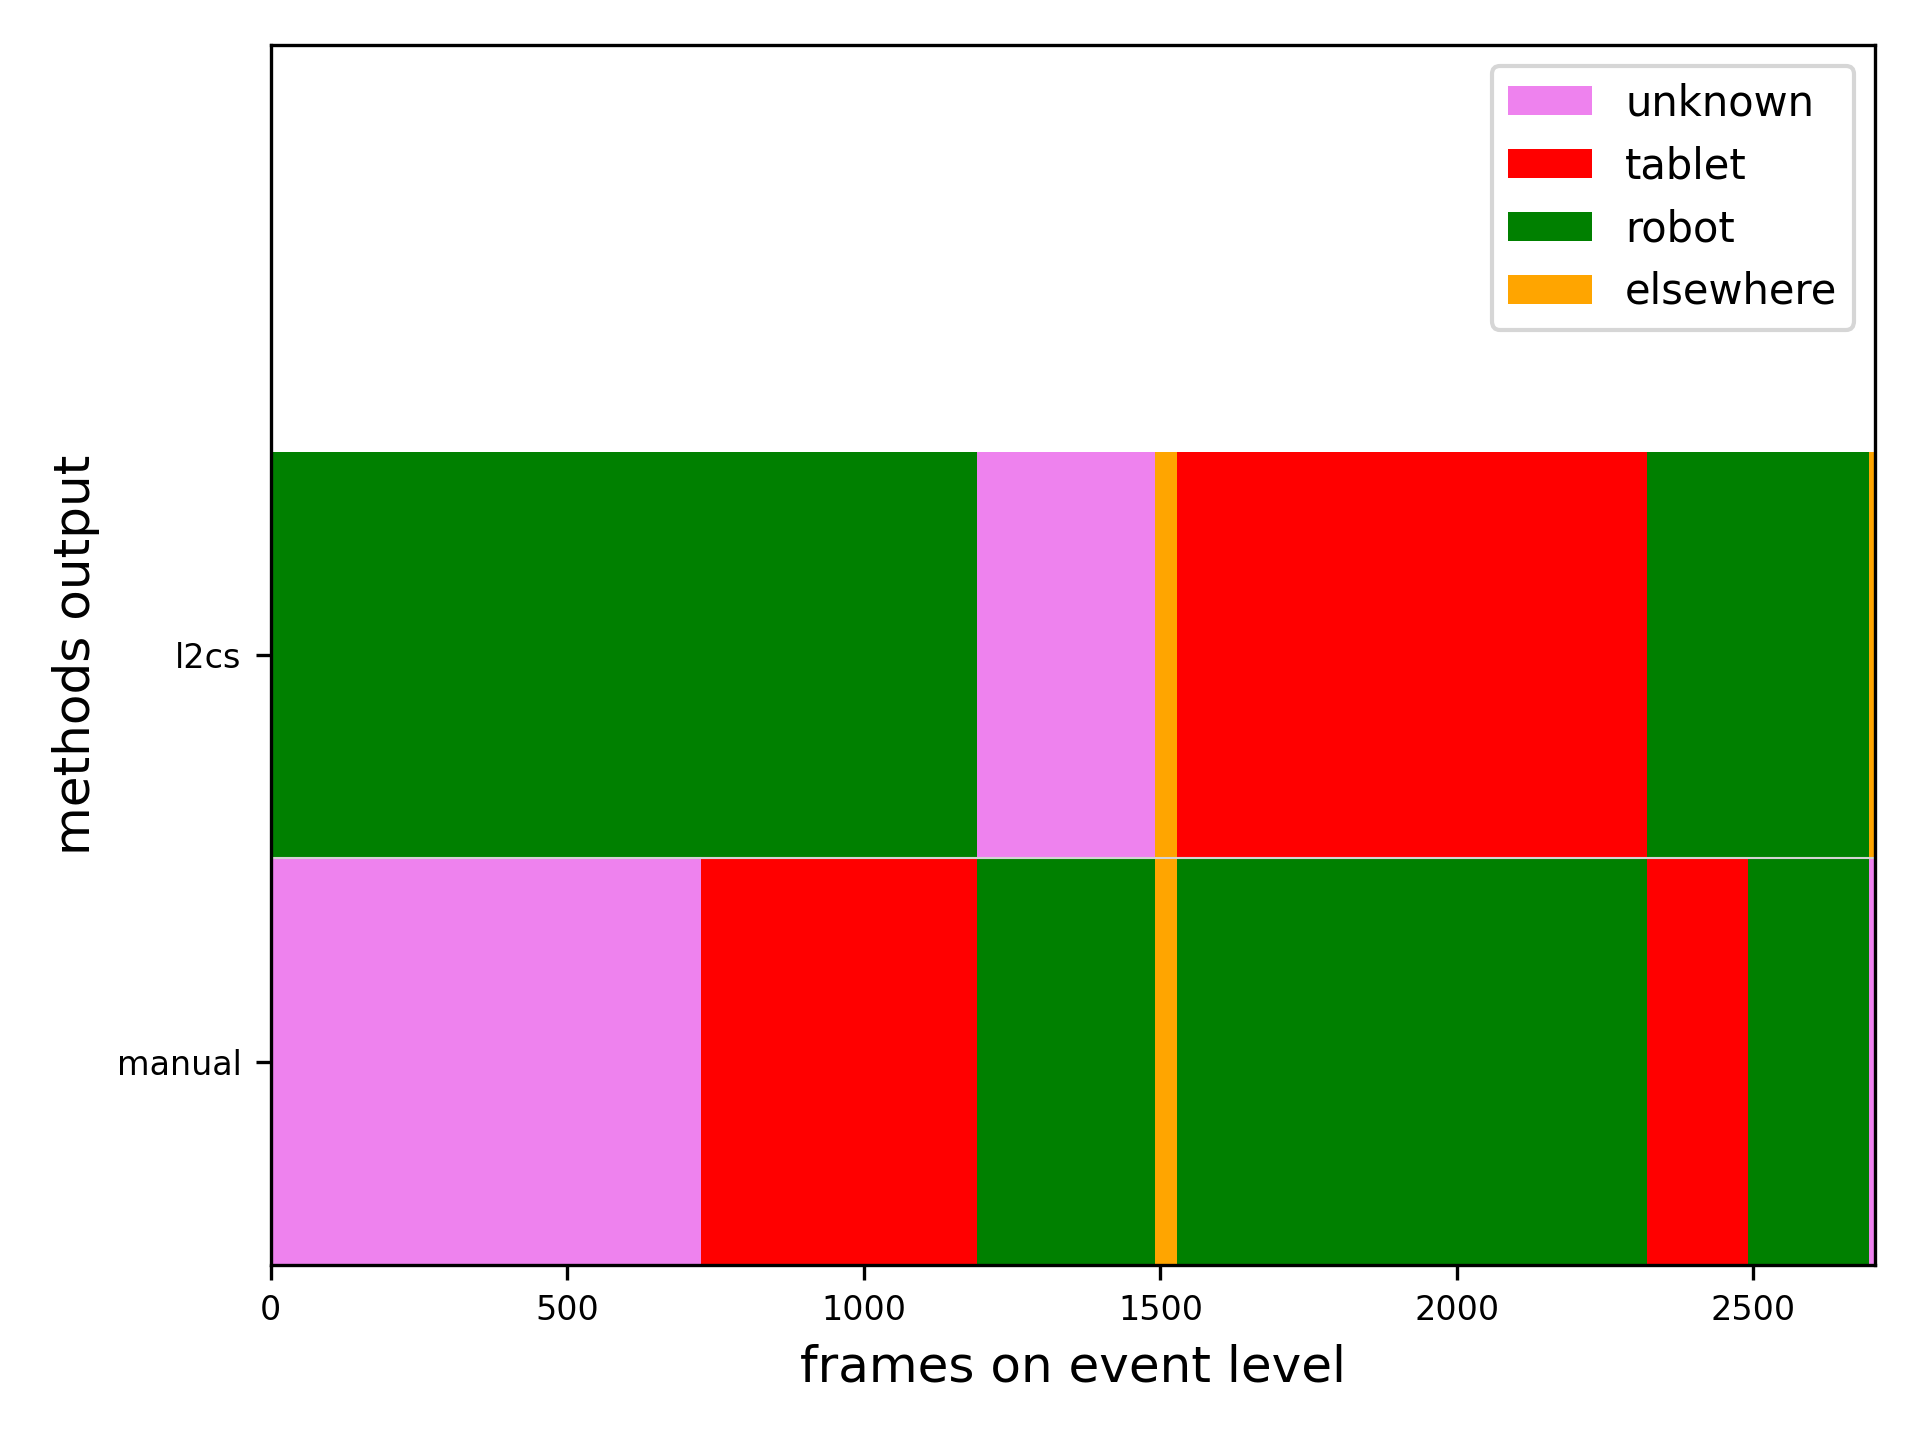 unknown
tablet
robot
elsewhere
methods output
l2cs
manual
0 500 1000 1500 2000 2500
frames on event level